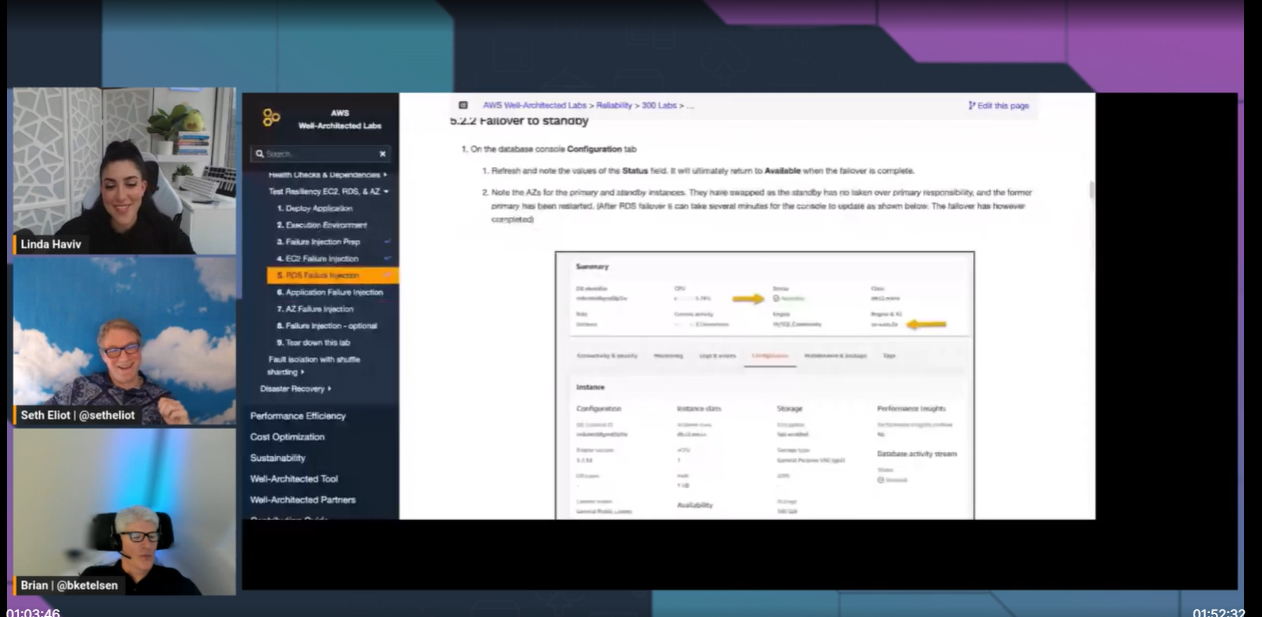 AWS
Well-Architected Labs
Search...
Health Checks & Dependencies
Test Resiliency EC2, RDS, & AZ
1. Deploy Application
2. Execution Environment
3. Failure Injection Prep
4. EC2 Failure Injection
5. RDS Failure Injection
6. Application Failure Injection
7. AZ Failure Injection
8. Failure Injection - optional
9. Tear down this lab
Fault Isolation with shuffle
sharding
Disaster Recovery
Performance Efficiency
Cost Optimization
Sustainability
Well-Architected Tool
Well-Architected Partners
Contribution Guide
AWS Well-Architected Labs > Reliability > 300 Labs > ...
Edit this page
5.2.2 Failover to standby
1. On the database console Configuration tab
1. Refresh and note the values of the Status field. It will ultimately return to Available when the failover is complete.
2. Note the AZs for the primary and standby instances. They have swapped as the standby has no taken over primary responsibility, and the former
primary has been restarted. (After RDS failover it can take several minutes for the console to update as shown below. The failover has however
completed)
Summary
CPU
Class
Role
Engine
Region & AZ
MySQL Community
Connectivity & security Monitoring Logs & events Configuration Maintenance & backups Tags
Instance
Configuration Instance class Storage Performance Insights
vCPU
Storage type
Database activity stream
RAM
1 GB
Availability
Linda Haviv
Seth Eliot | @setheliot
Brian | @bketelsen
01:03:46
01:52:32